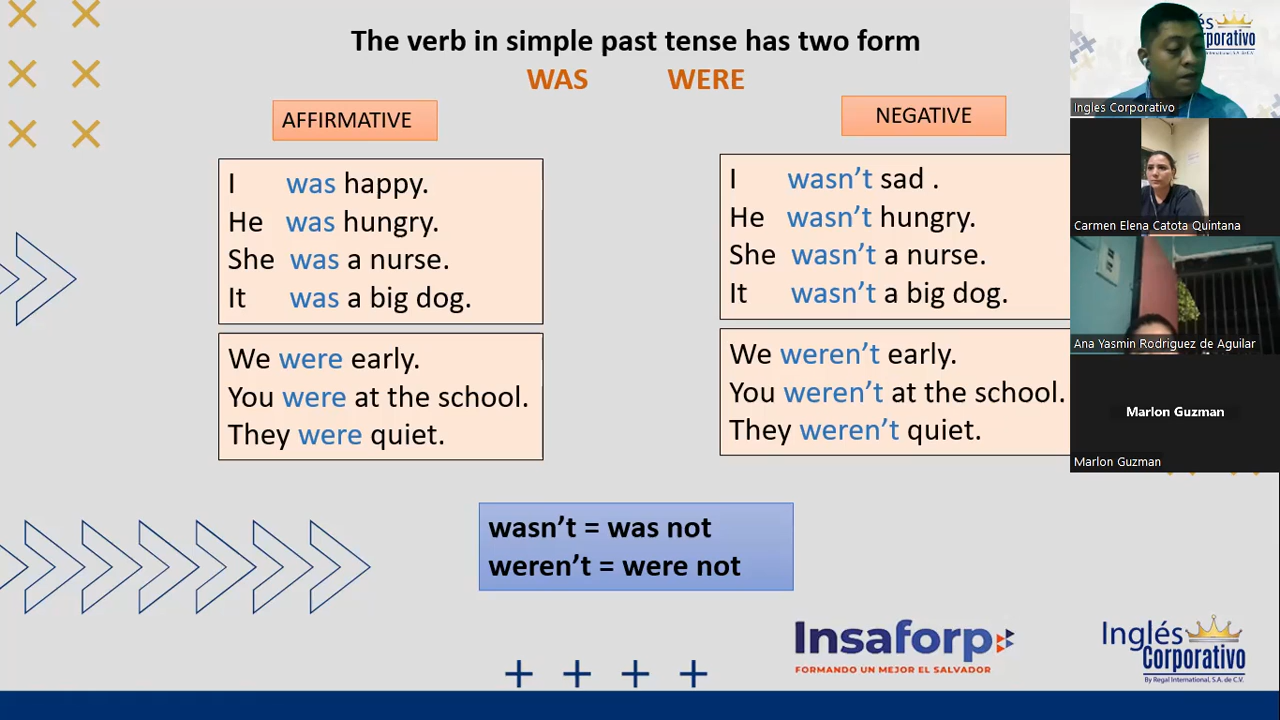 The verb in simple past tense has two form
WAS WERE
AFFIRMATIVE
I was happy.
He was hungry.
She was a nurse.
It was a big dog.
We were early.
You were at the school.
They were quiet.
NEGATIVE
I wasn’t sad .
He wasn’t hungry.
She wasn’t a nurse.
It wasn’t a big dog.
We weren’t early.
You weren’t at the school.
They weren’t quiet.
wasn’t = was not
weren’t = were not
Insaforp
FORMANDO UN MEJOR EL SALVADOR
Inglés
Corporativo
By Regal International, S.A. de C.V.
Ingles Corporativo
Carmen Elena Catota Quintana
Ana Yasmin Rodriguez de Aguilar
Marlon Guzman
Marlon Guzman